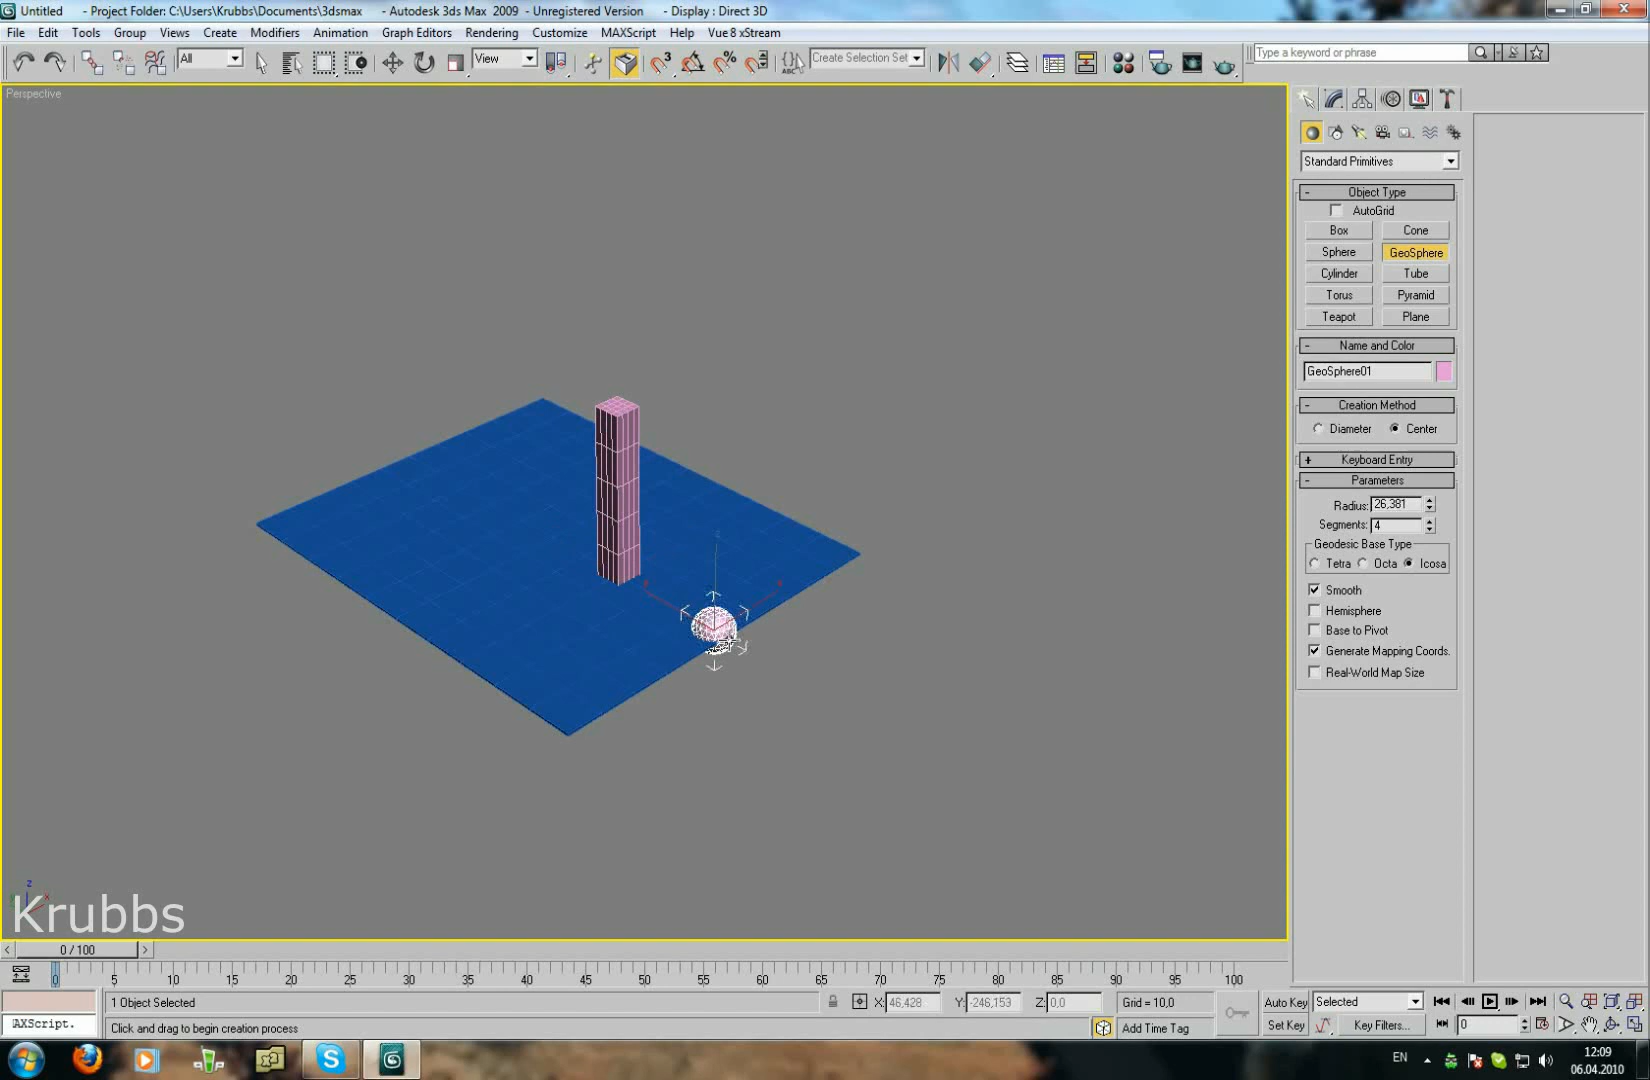 Untitled - Project Folder: C:\Users\Krubbs\Documents\3dsmax - Autodesk 3ds Max 2009 - Unregistered Version - Display : Direct 3D
File Edit Tools Group Views Create Modifiers Animation Graph Editors Rendering Customize MAXScript Help Vue 8 xStream
All View Create Selection Set Type a keyword or phrase
Perspective
Standard Primitives
- Object Type
AutoGrid
Box Cone
Sphere GeoSphere
Cylinder Tube
Torus Pyramid
Teapot Plane
- Name and Color
GeoSphere01
- Creation Method
Diameter Center
+ Keyboard Entry
- Parameters
Radius: 26,381
Segments: 4
Geodesic Base Type
Tetra Octa Icosa
Smooth
Hemisphere
Base to Pivot
Generate Mapping Coords.
Real-World Map Size
z
Krubbs
< 0 / 100 >
0 5 10 15 20 25 30 35 40 45 50 55 60 65 70 75 80 85 90 95 100
1 Object Selected X: 46,428 Y: -246,153 Z: 0,0 Grid = 10,0 Auto Key Selected
AXScript. Click and drag to begin creation process Add Time Tag Set Key Key Filters... 0
EN 12:09
06.04.2010